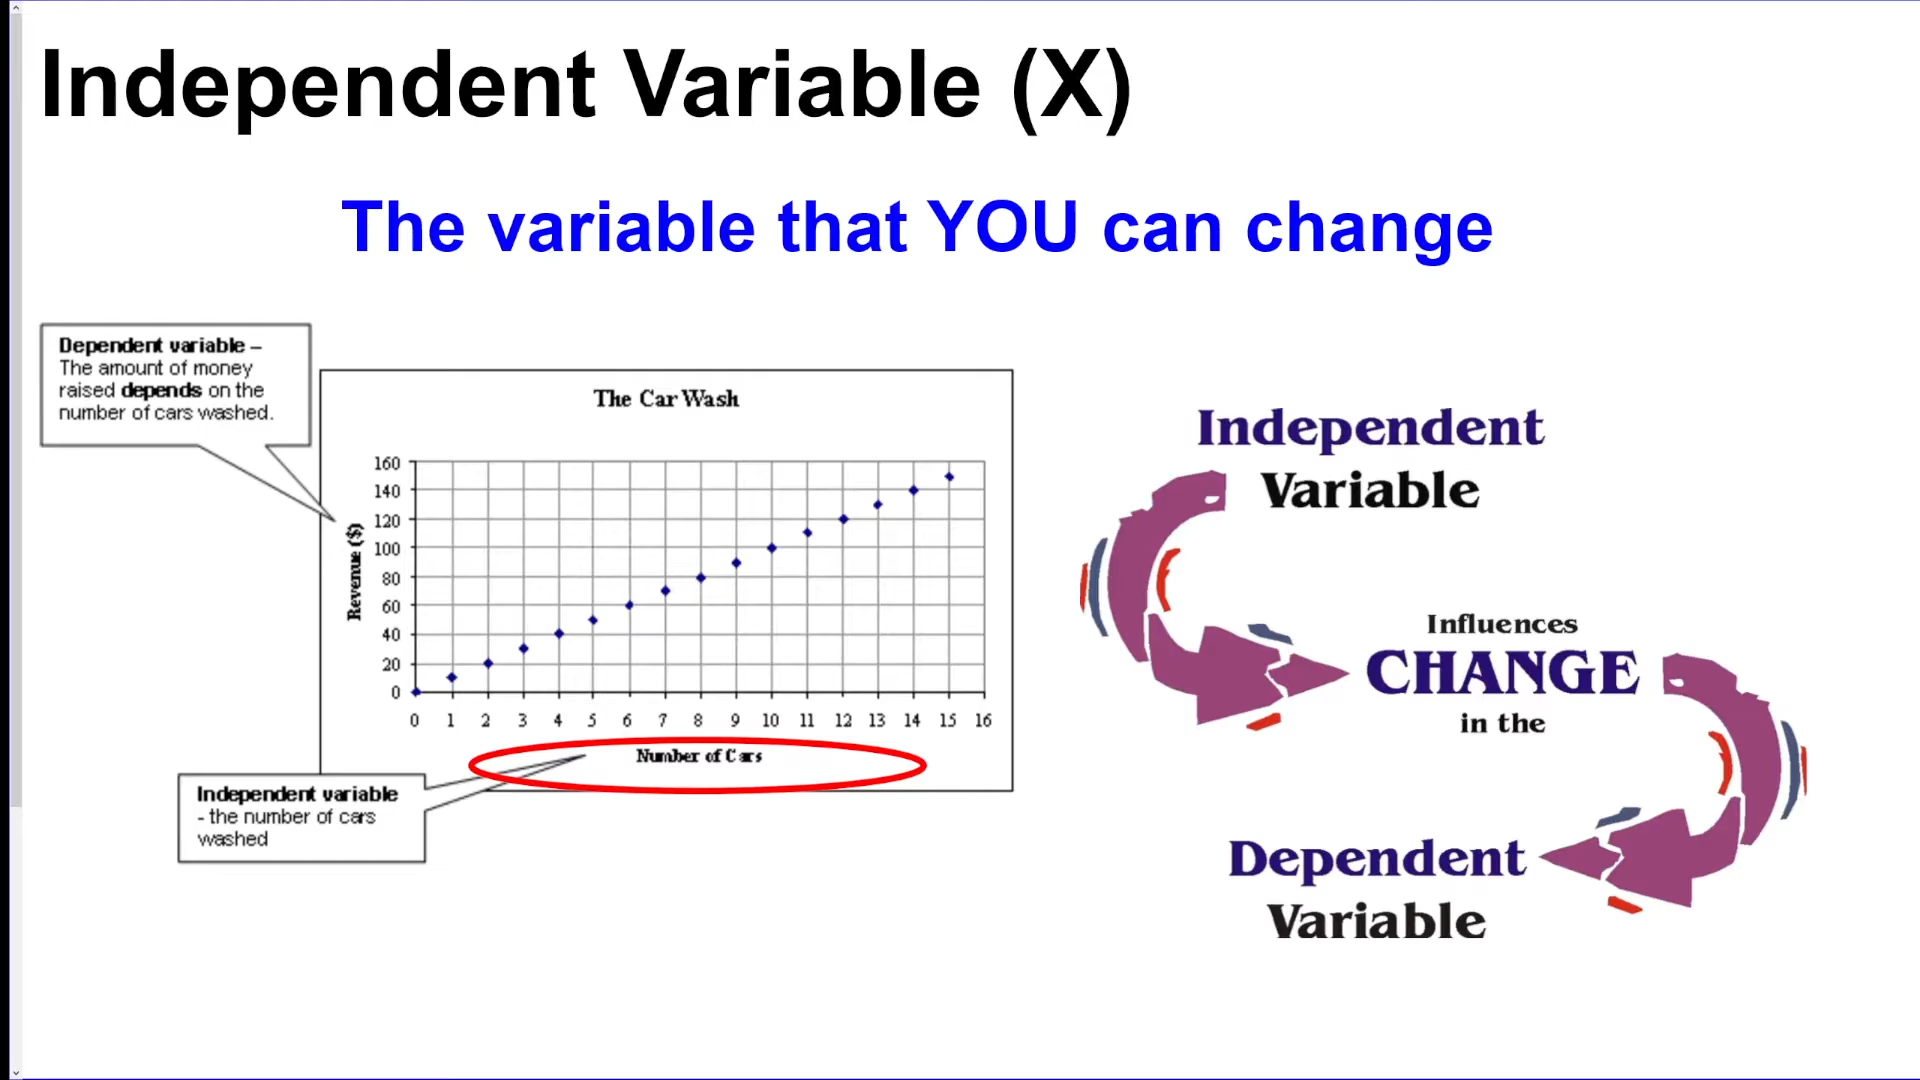 Independent Variable (X)
The variable that YOU can change
Dependent variable –
The amount of money
raised depends on the
number of cars washed.
The Car Wash
160
140
120
100
80
60
40
20
0
Revenue ($)
0 1 2 3 4 5 6 7 8 9 10 11 12 13 14 15 16
Number of Cars
Independent variable
- the number of cars
washed
Independent
Variable
Influences
CHANGE
in the
Dependent
Variable